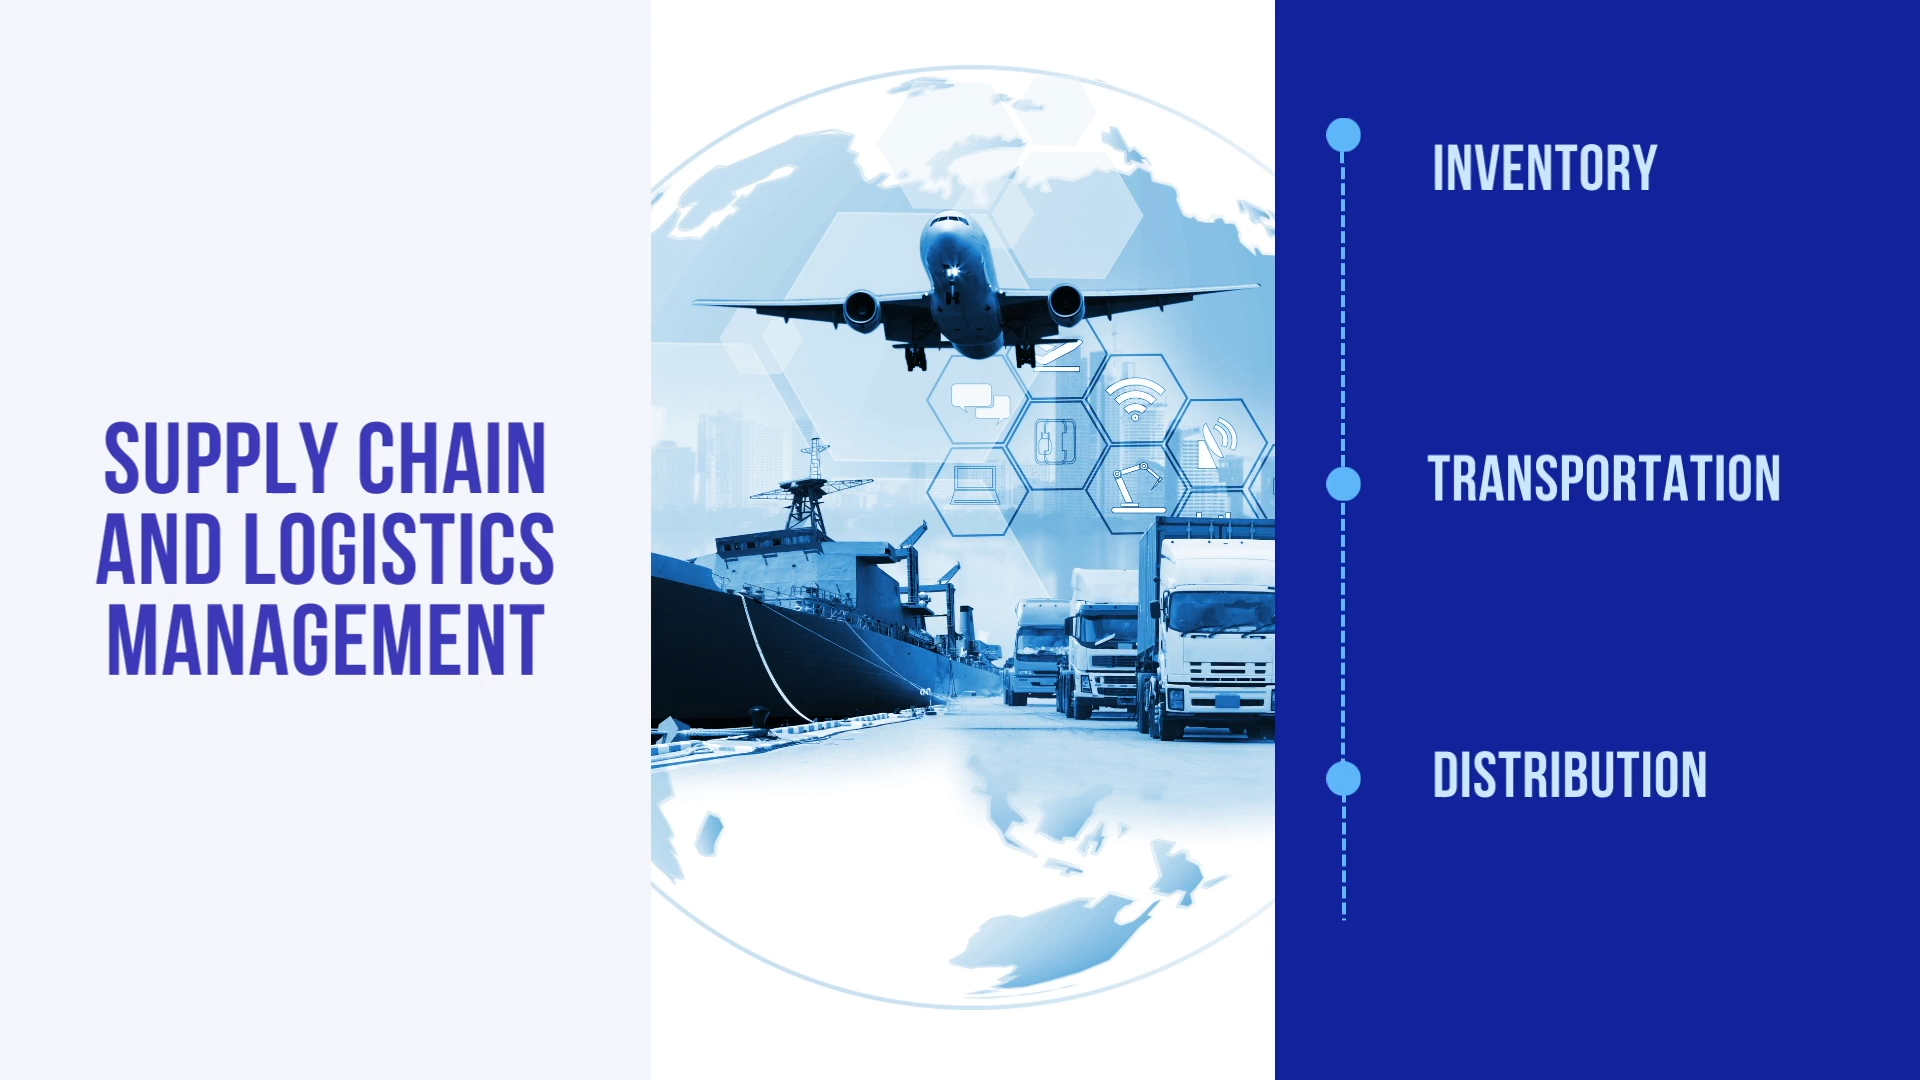 SUPPLY CHAIN
AND LOGISTICS
MANAGEMENT
INVENTORY
TRANSPORTATION
DISTRIBUTION